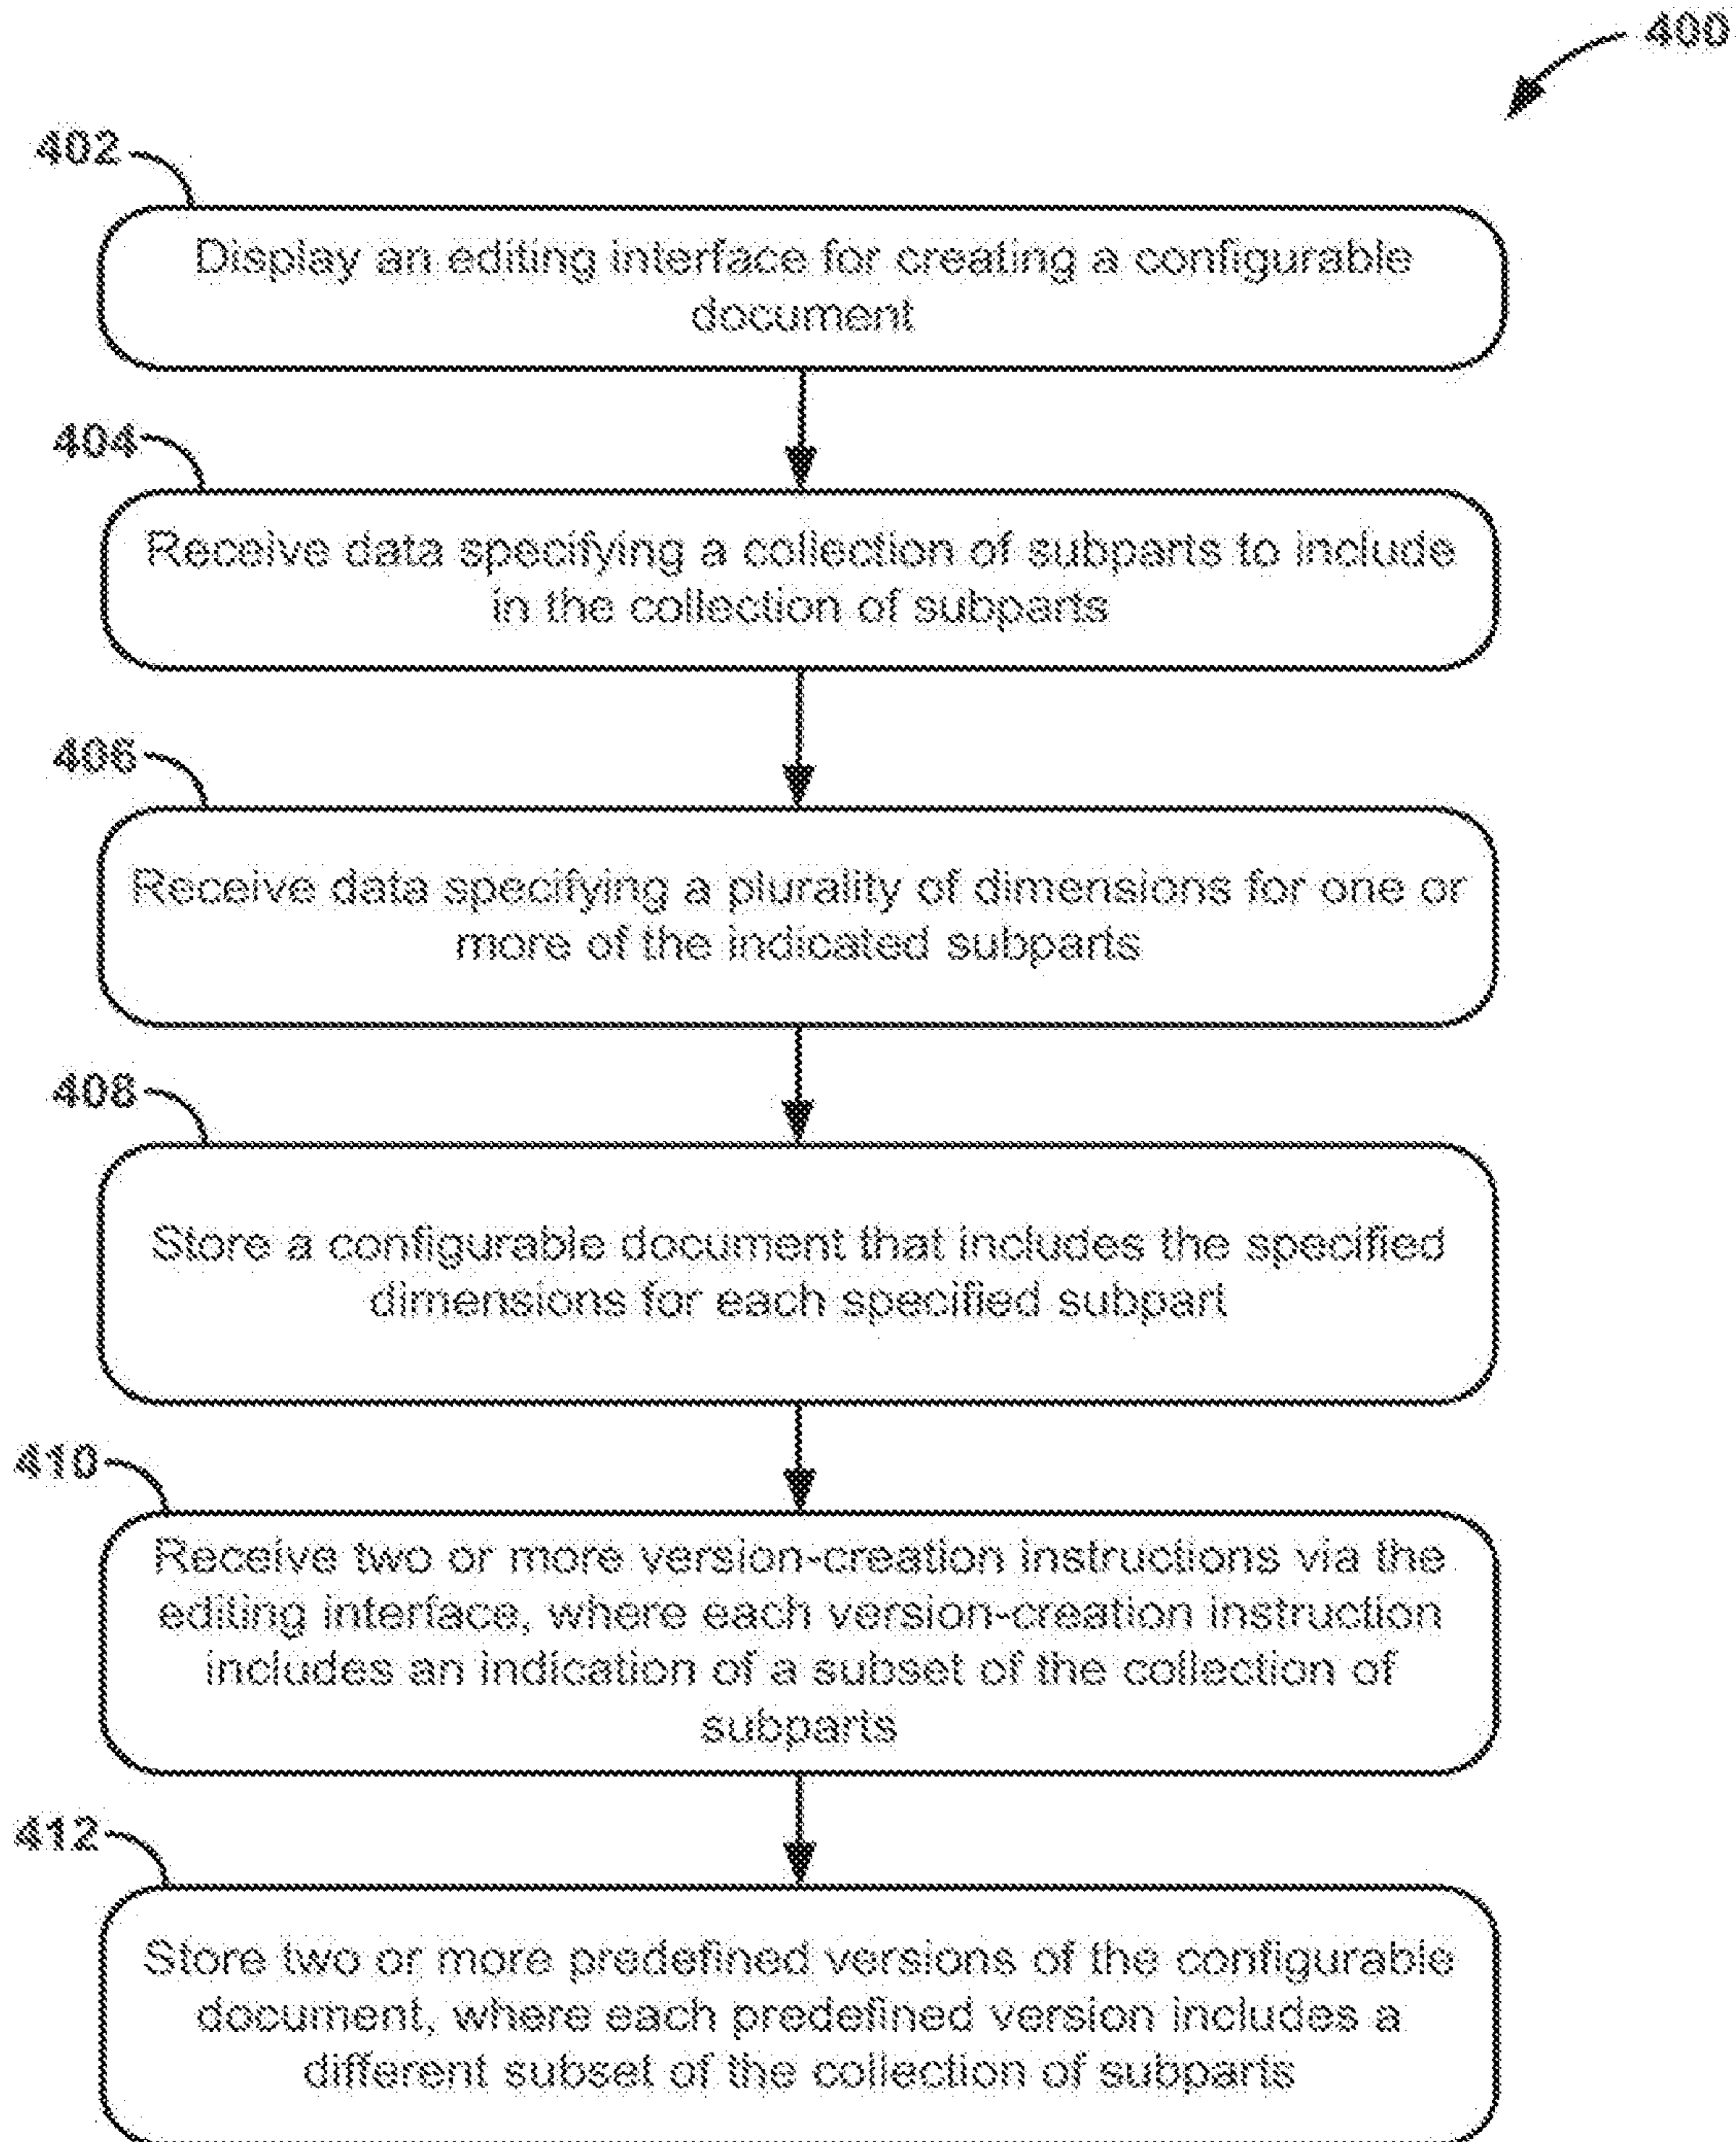 400
402
Display an editing interface for creating a configurable
document
404
Receive data specifying a collection of subparts to include
in the collection of subparts
406
Receive data specifying a plurality of dimensions for one or
more of the indicated subparts
408
Store a configurable document that includes the specified
dimensions for each specified subpart
410
Receive two or more version-creation instructions via the
editing interface, where each version-creation instruction
includes an indication of a subset of the collection of
subparts
412
Store two or more predefined versions of the configurable
document, where each predefined version includes a
different subset of the collection of subparts